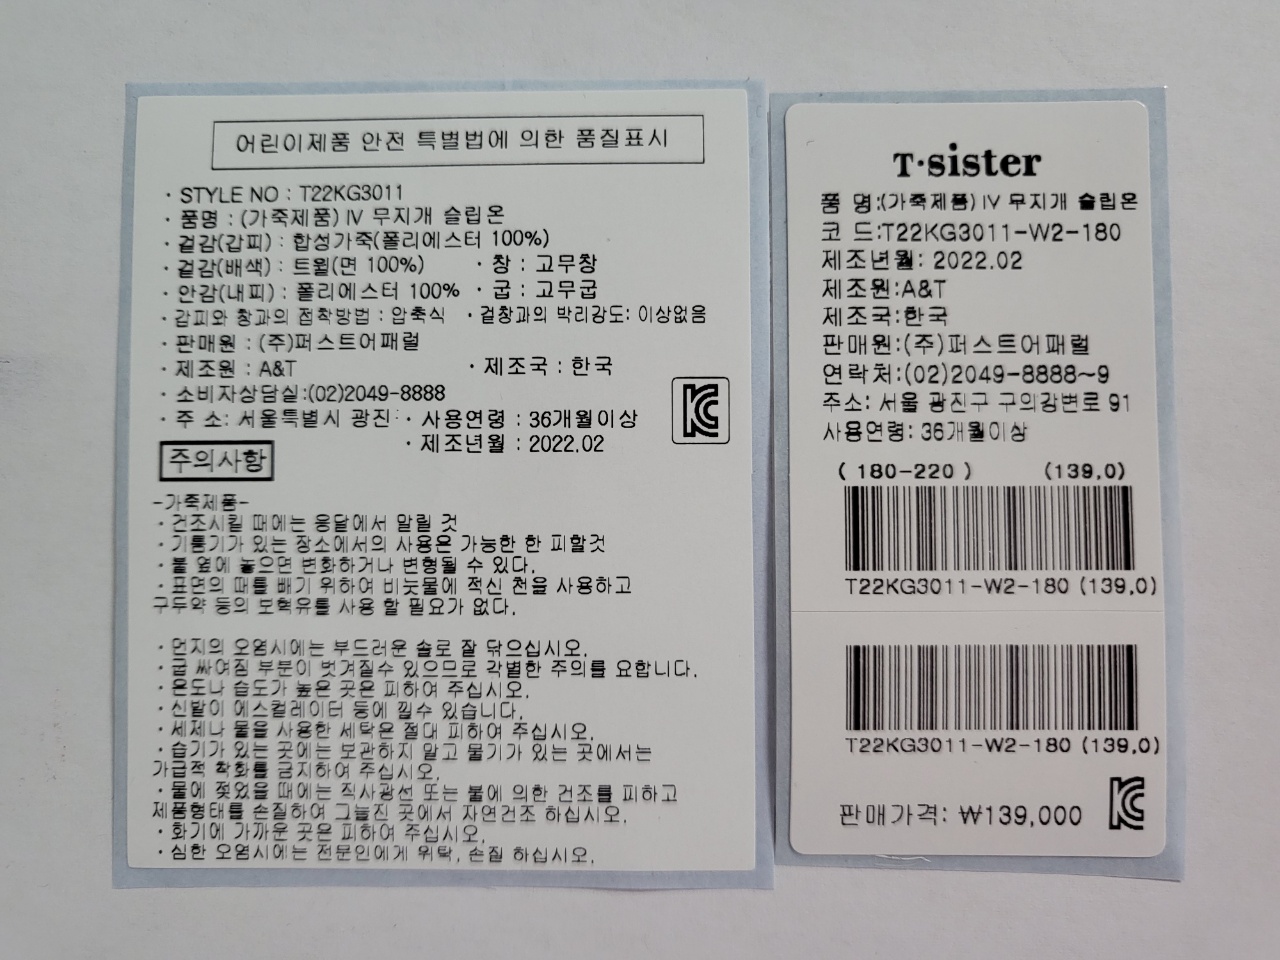 어린이제품 안전 특별법에 의한 품질표시
· STYLE NO : T22KG3011
· 품명 : (가죽제품) IV 무지개 슬립온
· 겉감(갑피) : 합성가죽(폴리에스터 100%)
· 겉감(배색) : 트윌(면 100%) · 창 : 고무창
· 안감(내피) : 폴리에스터 100% · 굽 : 고무굽
· 갑피와 창과의 접착방법 : 압축식 · 겉창과의 박리강도: 이상없음
· 판매원 : (주)퍼스트어패럴
· 제조원 : A&T · 제조국 : 한국
· 소비자상담실:(02)2049-8888
· 주 소: 서울특별시 광진 · 사용연령 : 36개월이상
· 제조년월 : 2022.02
주의사항
-가죽제품-
· 건조시킬 때에는 응달에서 말릴 것
· 기름기가 있는 장소에서의 사용은 가능한 한 피할것
· 불 옆에 놓으면 변화하거나 변형될 수 있다.
· 표면의 때를 빼기 위하여 비눗물에 적신 천을 사용하고
구두약 등의 보혁유를 사용 할 필요가 없다.
· 먼지의 오염시에는 부드러운 솔로 잘 닦으십시오.
· 굽 싸여짐 부분이 벗겨질수 있으므로 각별한 주의를 요합니다.
· 온도나 습도가 높은 곳은 피하여 주십시오.
· 신발이 에스컬레이터 등에 낄수 있습니다.
· 세제나 물을 사용한 세탁은 절대 피하여 주십시오.
· 습기가 있는 곳에는 보관하지 말고 물기가 있는 곳에서는
가급적 착화를 금지하여 주십시오.
· 물에 젖었을 때에는 직사광선 또는 불에 의한 건조를 피하고
제품형태를 손질하여 그늘진 곳에서 자연건조 하십시오.
· 화기에 가까운 곳은 피하여 주십시오.
· 심한 오염시에는 전문인에게 위탁, 손질 하십시오.
T·sister
품 명:(가죽제품) IV 무지개 슬립온
코 드:T22KG3011-W2-180
제조년월: 2022.02
제조원:A&T
제조국:한국
판매원:(주)퍼스트어패럴
연락처:(02)2049-8888~9
주소: 서울 광진구 구의강변로 91
사용연령: 36개월이상
( 180-220 ) (139,0)
T22KG3011-W2-180 (139,0)
T22KG3011-W2-180 (139,0)
판매가격: ₩139,000